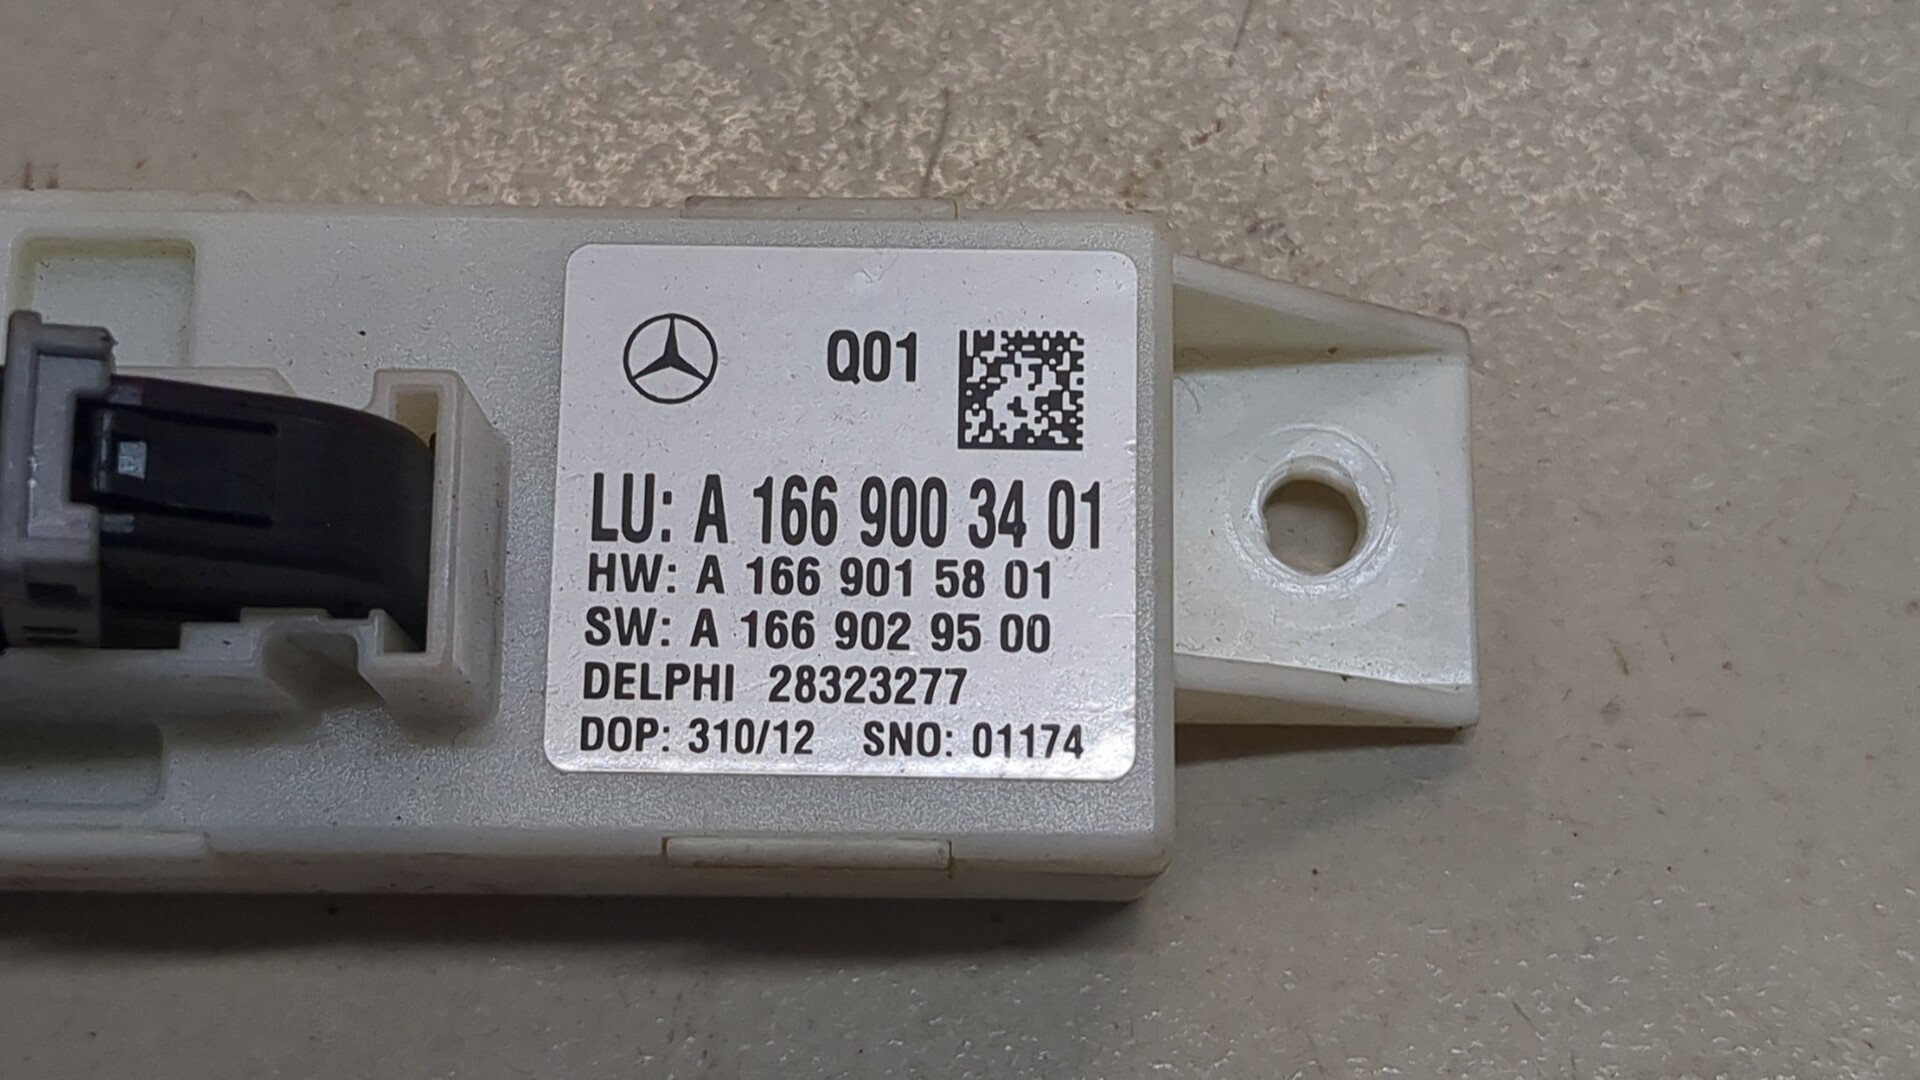 Q01
LU: A 166 900 34 01
HW: A 166 901 58 01
SW: A 166 902 95 00
DELPHI 28323277
DOP: 310/12 SNO: 01174